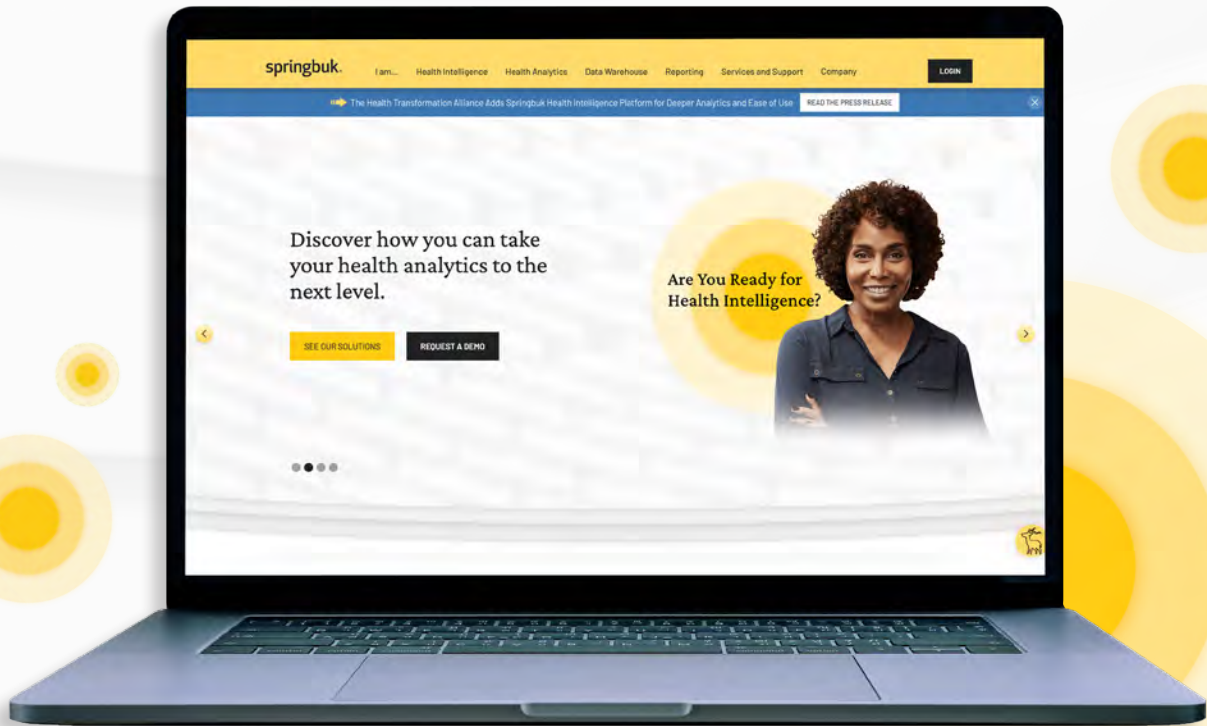 springbuk.
I am... Health Intelligence Health Analytics Data Warehouse Reporting Services and Support Company LOGIN
The Health Transformation Alliance Adds Springbuk Health Intelligence Platform for Deeper Analytics and Ease of Use READ THE PRESS RELEASE
Discover how you can take
your health analytics to the
next level.
Are You Ready for
Health Intelligence?
SEE OUR SOLUTIONS REQUEST A DEMO